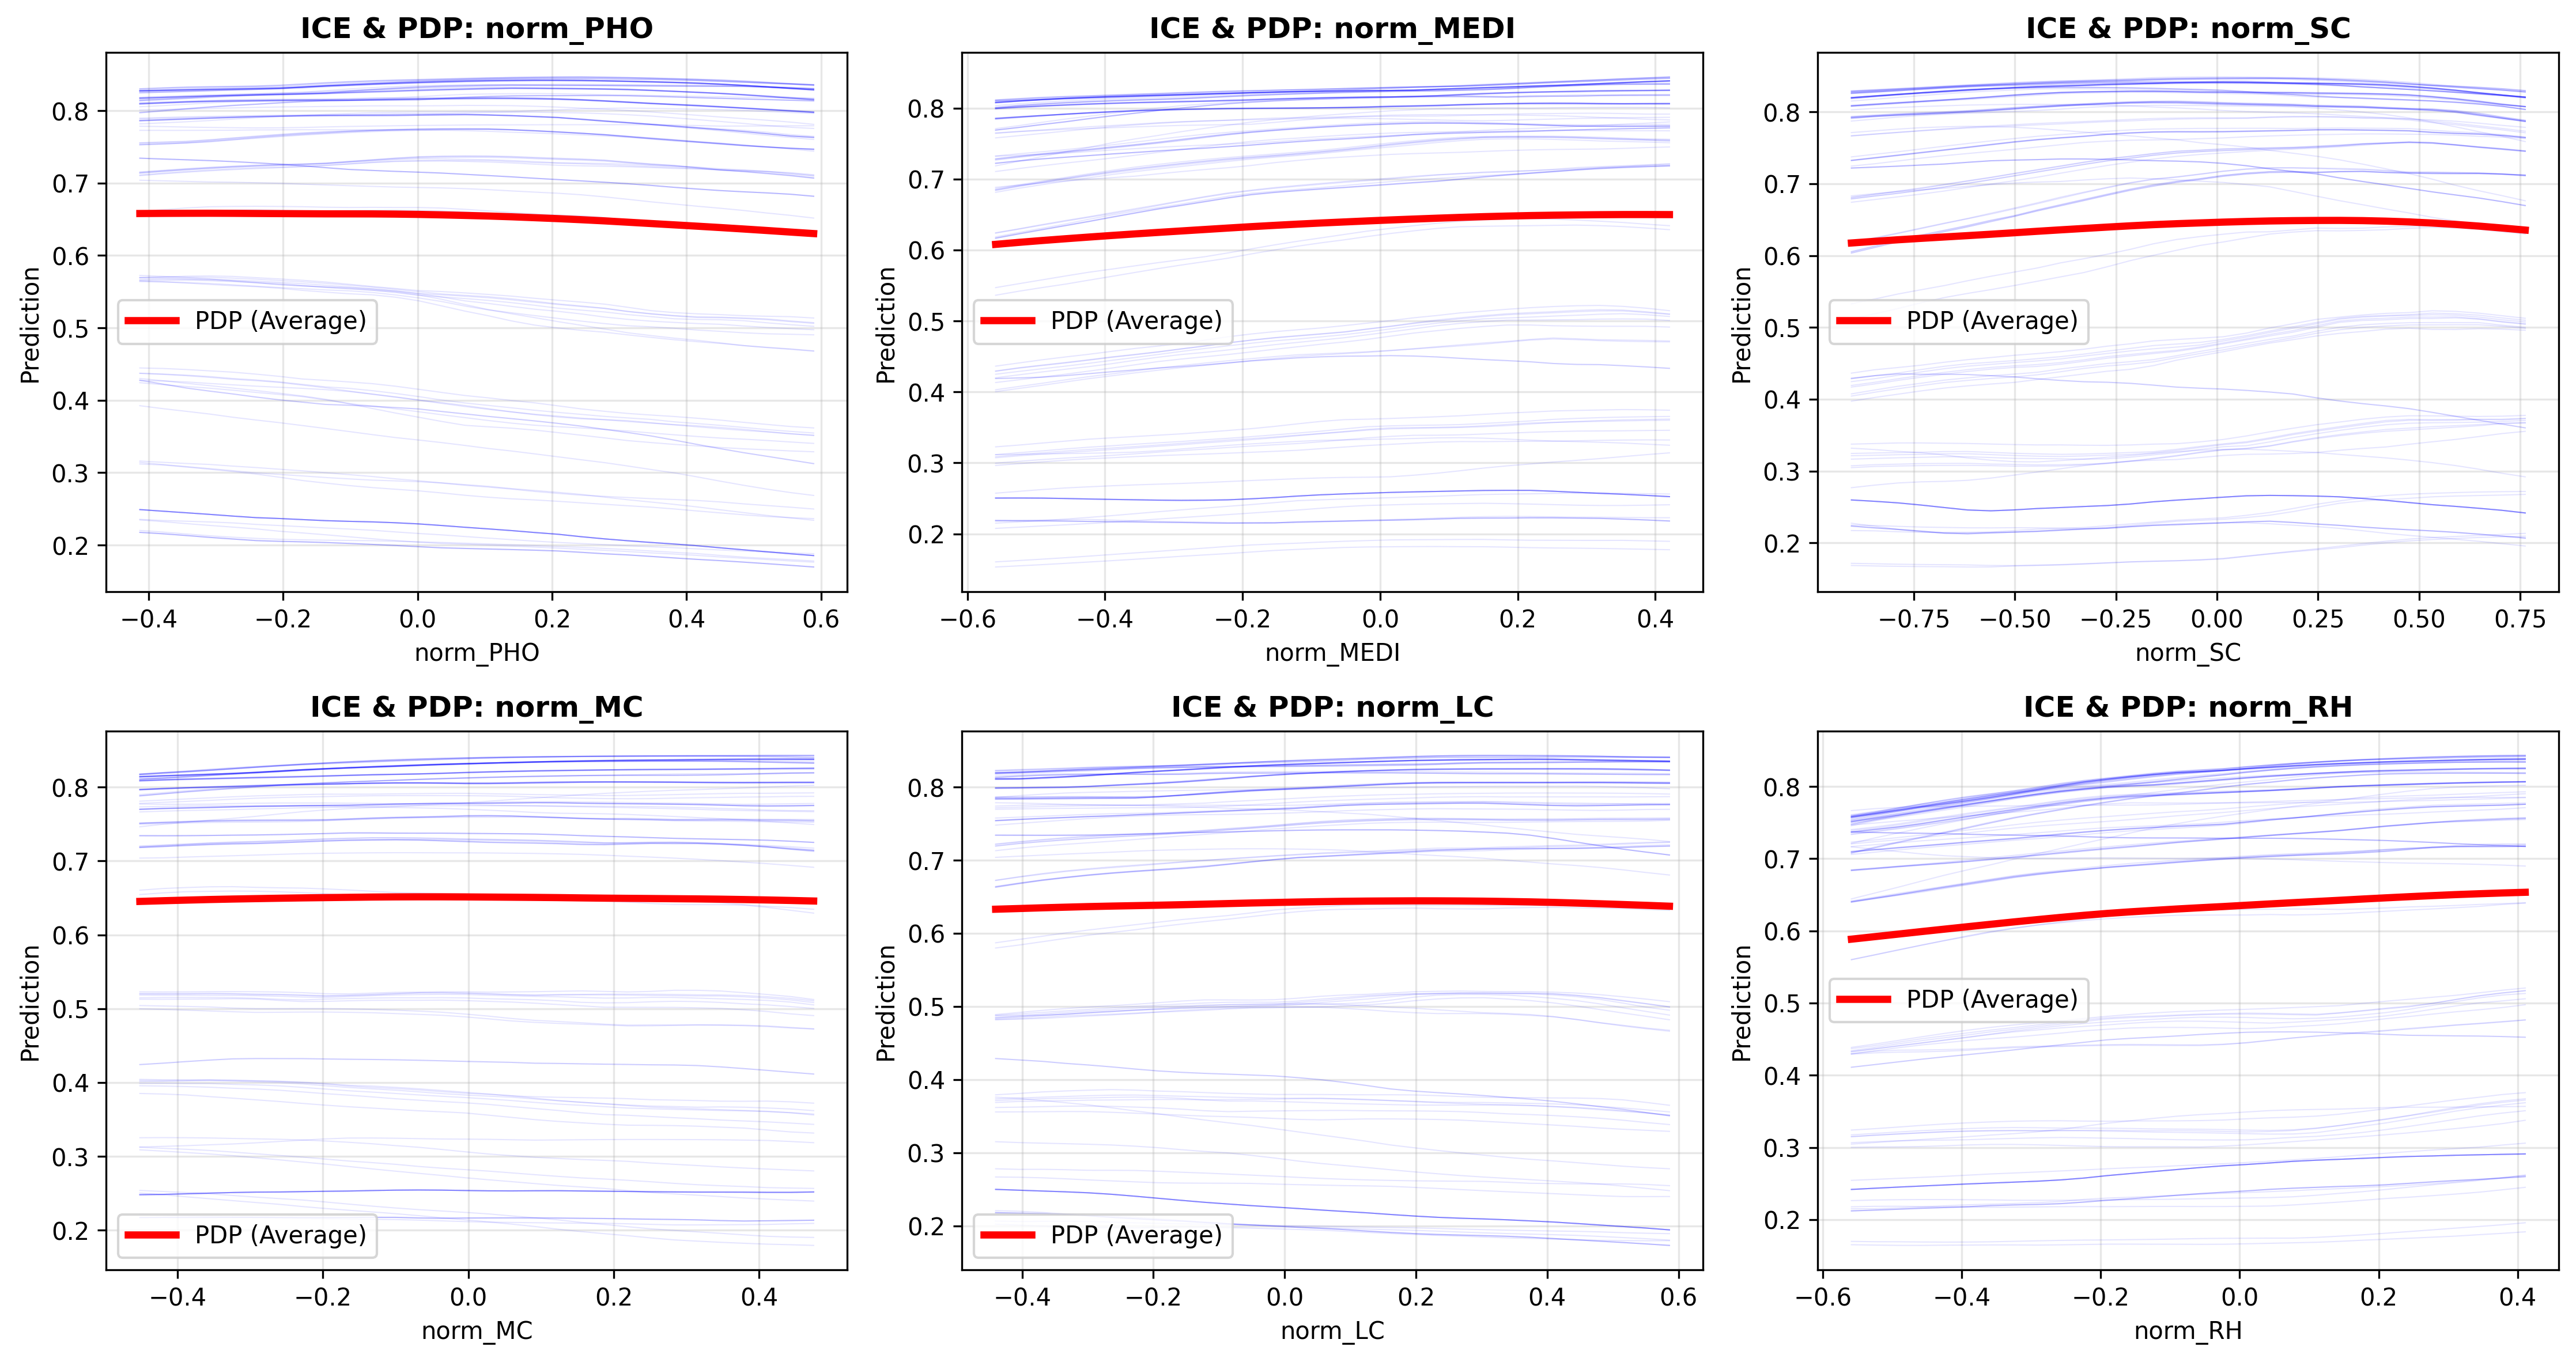 ICE & PDP: norm_PHO
Prediction
0.8
0.7
0.6
0.5
0.4
0.3
0.2
PDP (Average)
−0.4 −0.2 0.0 0.2 0.4 0.6
norm_PHO
ICE & PDP: norm_MEDI
Prediction
0.8
0.7
0.6
0.5
0.4
0.3
0.2
PDP (Average)
−0.6 −0.4 −0.2 0.0 0.2 0.4
norm_MEDI
ICE & PDP: norm_SC
Prediction
0.8
0.7
0.6
0.5
0.4
0.3
0.2
PDP (Average)
−0.75 −0.50 −0.25 0.00 0.25 0.50 0.75
norm_SC
ICE & PDP: norm_MC
Prediction
0.8
0.7
0.6
0.5
0.4
0.3
0.2
PDP (Average)
−0.4 −0.2 0.0 0.2 0.4
norm_MC
ICE & PDP: norm_LC
Prediction
0.8
0.7
0.6
0.5
0.4
0.3
0.2
PDP (Average)
−0.4 −0.2 0.0 0.2 0.4 0.6
norm_LC
ICE & PDP: norm_RH
Prediction
0.8
0.7
0.6
0.5
0.4
0.3
0.2
PDP (Average)
−0.6 −0.4 −0.2 0.0 0.2 0.4
norm_RH